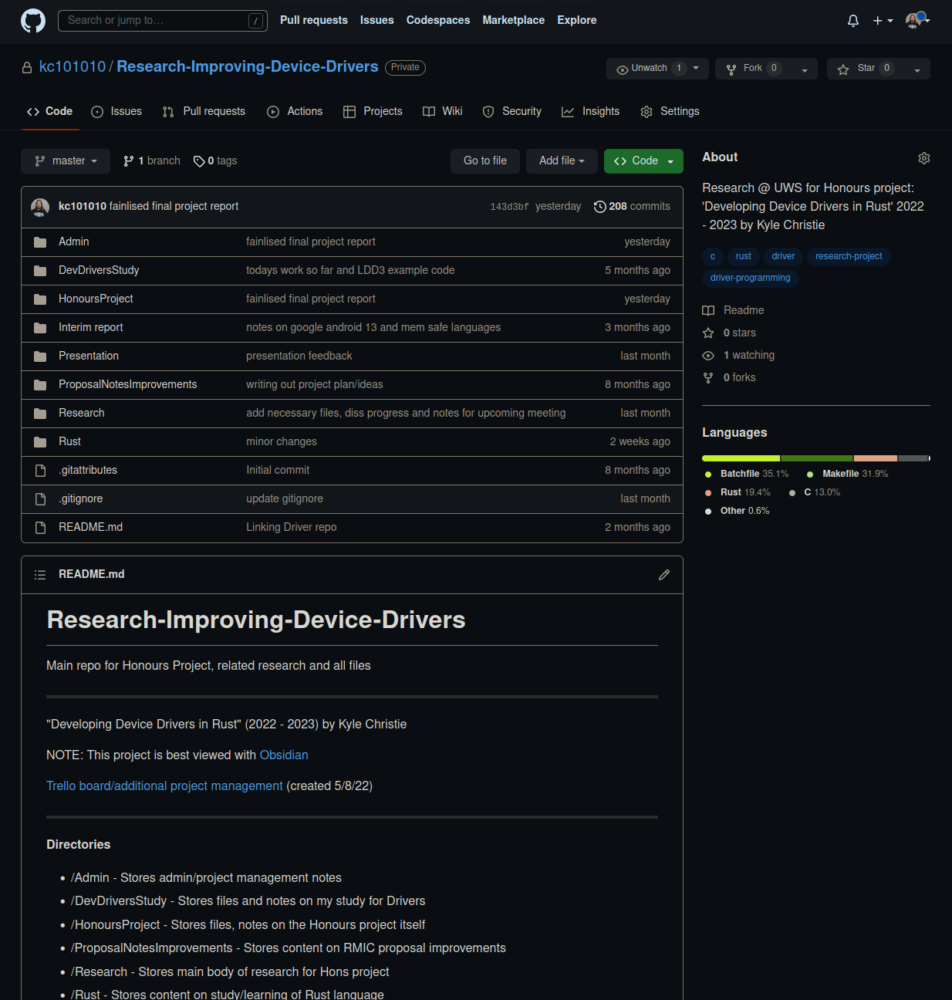 Search or jump to... /
Pull requests Issues Codespaces Marketplace Explore
kc101010 / Research-Improving-Device-Drivers Private
Unwatch 1 Fork 0 Star 0
Code Issues Pull requests Actions Projects Wiki Security Insights Settings
master 1 branch 0 tags Go to file Add file Code
kc101010 fainlised final project report 143d3bf yesterday 208 commits
Admin fainlised final project report yesterday
DevDriversStudy todays work so far and LDD3 example code 5 months ago
HonoursProject fainlised final project report yesterday
Interim report notes on google android 13 and mem safe languages 3 months ago
Presentation presentation feedback last month
ProposalNotesImprovements writing out project plan/ideas 8 months ago
Research add necessary files, diss progress and notes for upcoming meeting last month
Rust minor changes 2 weeks ago
.gitattributes Initial commit 8 months ago
.gitignore update gitignore last month
README.md Linking Driver repo 2 months ago
README.md
Research-Improving-Device-Drivers
Main repo for Honours Project, related research and all files
"Developing Device Drivers in Rust" (2022 - 2023) by Kyle Christie
NOTE: This project is best viewed with Obsidian
Trello board/additional project management (created 5/8/22)
Directories
• /Admin - Stores admin/project management notes
• /DevDriversStudy - Stores files and notes on my study for Drivers
• /HonoursProject - Stores files, notes on the Honours project itself
• /ProposalNotesImprovements - Stores content on RMIC proposal improvements
• /Research - Stores main body of research for Hons project
• /Rust - Stores content on study/learning of Rust language
About
Research @ UWS for Honours project:
'Developing Device Drivers in Rust' 2022
- 2023 by Kyle Christie
c rust driver research-project
driver-programming
Readme
0 stars
1 watching
0 forks
Languages
Batchfile 35.1% Makefile 31.9%
Rust 19.4% C 13.0%
Other 0.6%